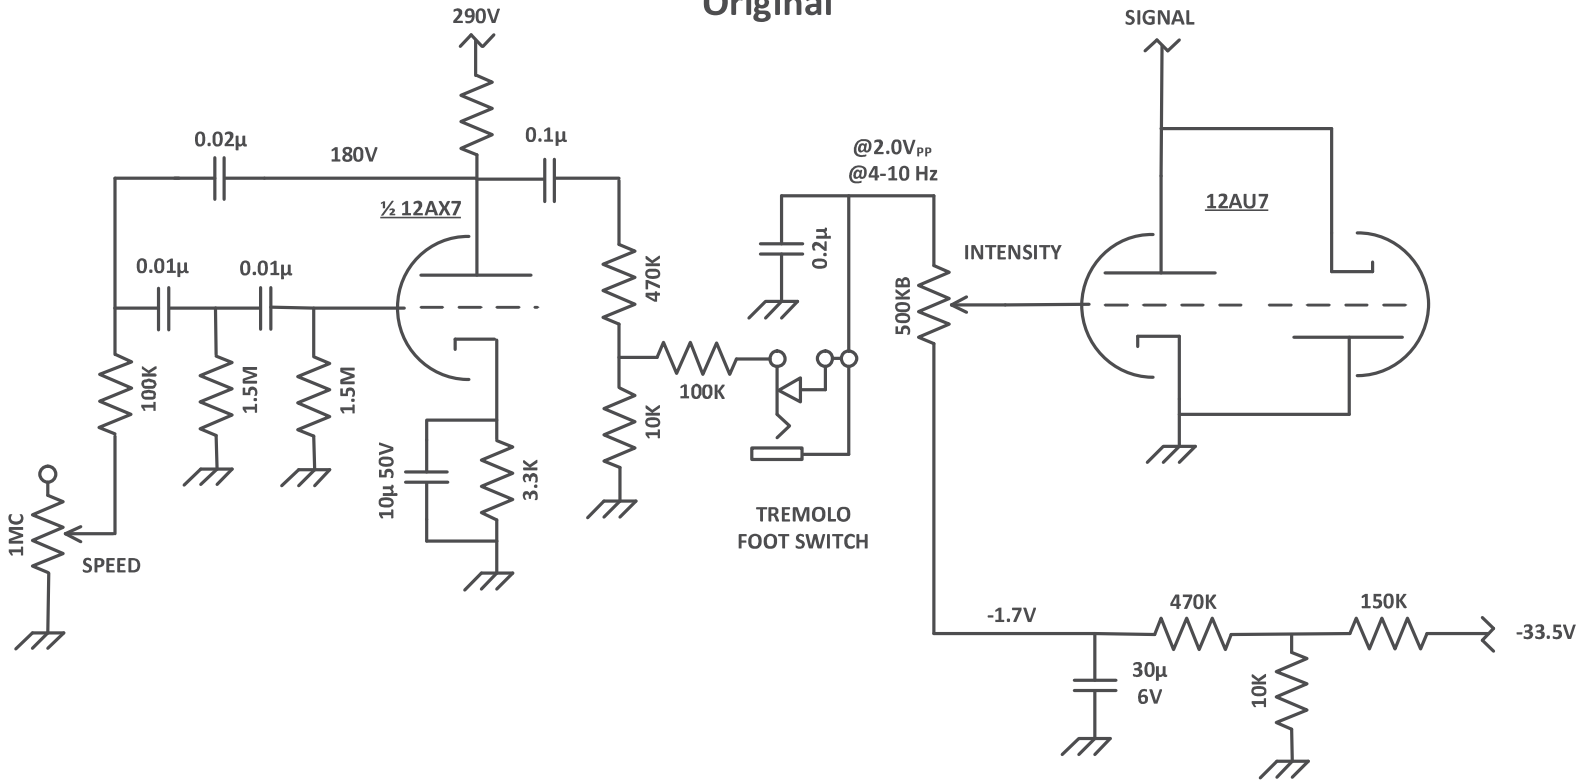 Original
290V
SIGNAL
0.02µ
180V
0.1µ
½ 12AX7
@2.0VPP
@4-10 Hz
12AU7
0.01µ
0.01µ
470K
0.2µ
INTENSITY
500KB
100K
1.5M
1.5M
100K
10K
10µ 50V
3.3K
1MC
SPEED
TREMOLO
FOOT SWITCH
-1.7V
470K
150K
-33.5V
30µ
6V
10K